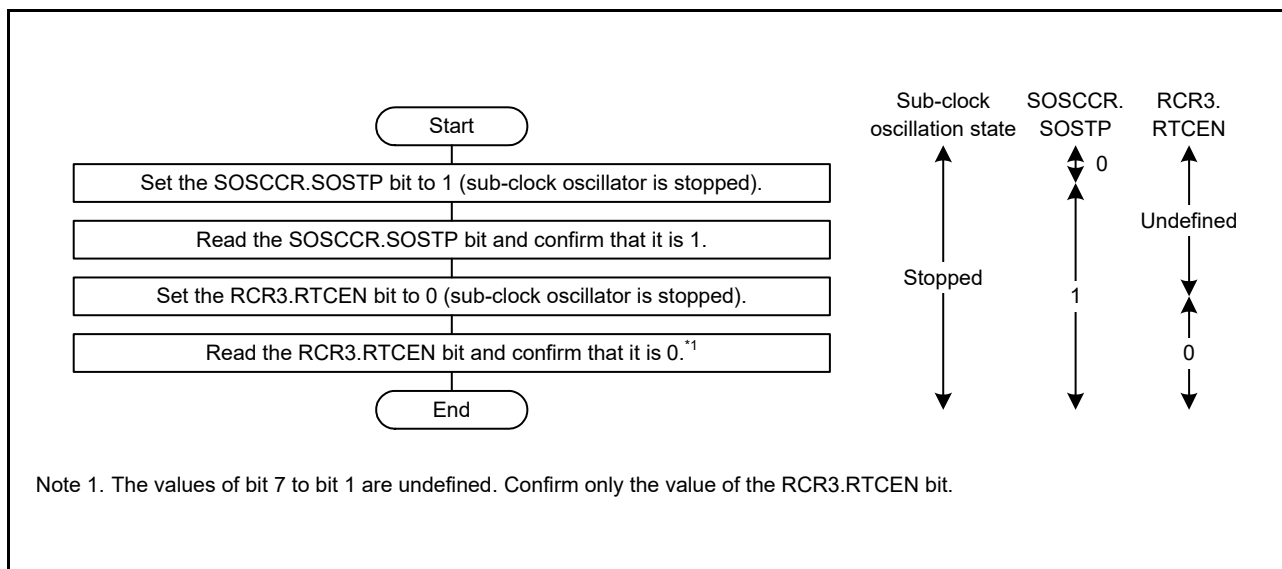 Start
Set the SOSCCR.SOSTP bit to 1 (sub-clock oscillator is stopped).
Read the SOSCCR.SOSTP bit and confirm that it is 1.
Set the RCR3.RTCEN bit to 0 (sub-clock oscillator is stopped).
Read the RCR3.RTCEN bit and confirm that it is 0.*1
End
Sub-clock
oscillation state
Stopped
SOSCCR.
SOSTP
0
1
RCR3.
RTCEN
Undefined
0
Note 1. The values of bit 7 to bit 1 are undefined. Confirm only the value of the RCR3.RTCEN bit.